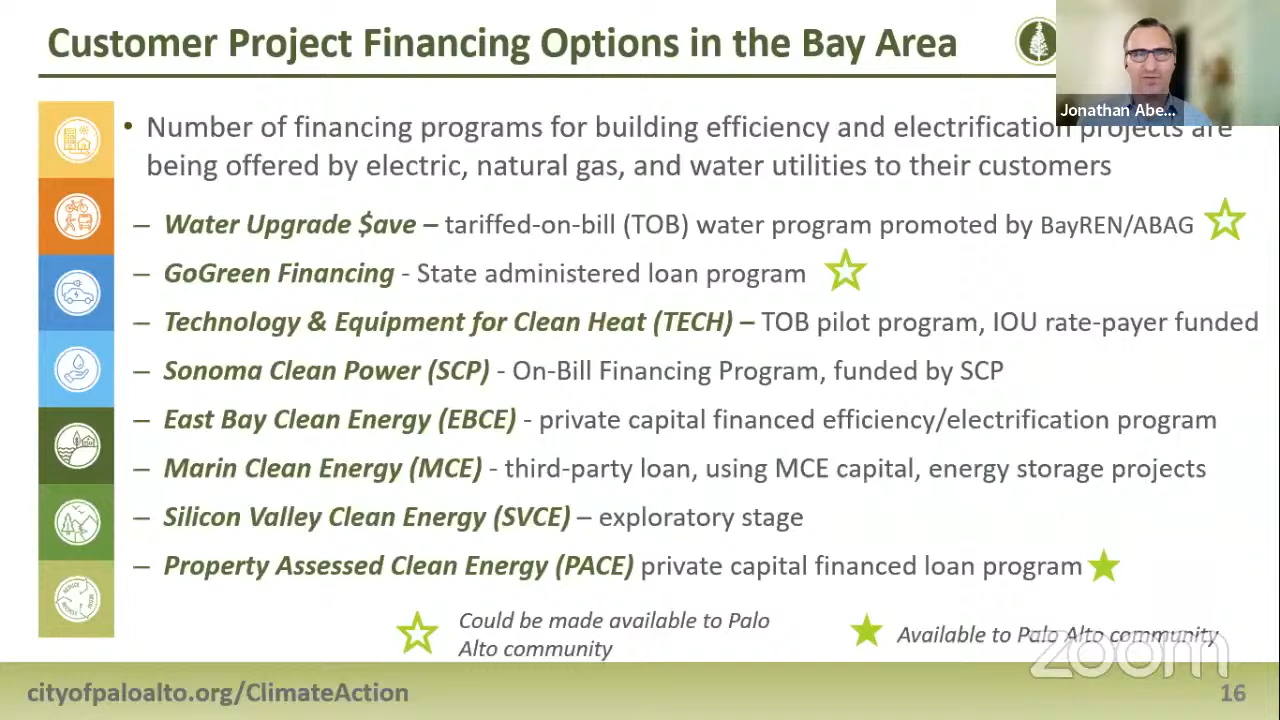 Customer Project Financing Options in the Bay Area
Jonathan Abe...
• Number of financing programs for building efficiency and electrification projects are
being offered by electric, natural gas, and water utilities to their customers
– Water Upgrade $ave – tariffed-on-bill (TOB) water program promoted by BayREN/ABAG
– GoGreen Financing - State administered loan program
– Technology & Equipment for Clean Heat (TECH) – TOB pilot program, IOU rate-payer funded
– Sonoma Clean Power (SCP) - On-Bill Financing Program, funded by SCP
– East Bay Clean Energy (EBCE) - private capital financed efficiency/electrification program
– Marin Clean Energy (MCE) - third-party loan, using MCE capital, energy storage projects
– Silicon Valley Clean Energy (SVCE) – exploratory stage
– Property Assessed Clean Energy (PACE) private capital financed loan program
Could be made available to Palo
Alto community
Available to Palo Alto community
zoom
cityofpaloalto.org/ClimateAction
16